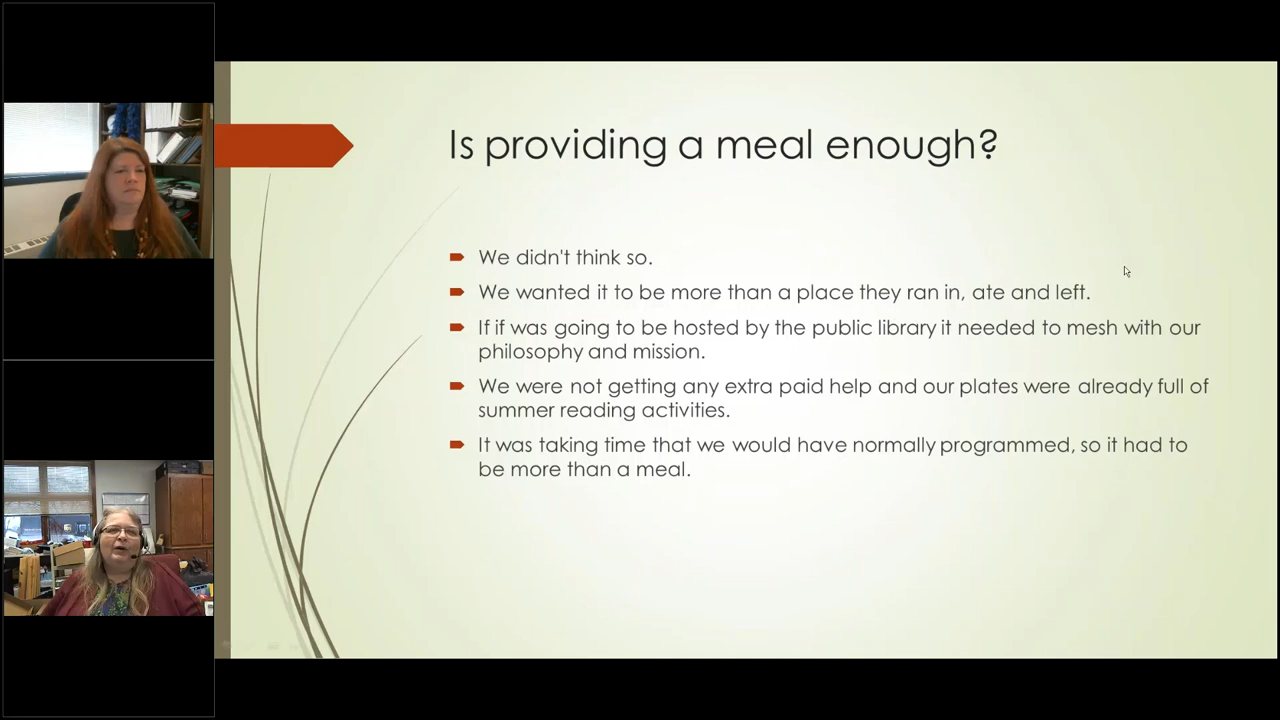 Is providing a meal enough?
We didn't think so.
We wanted it to be more than a place they ran in, ate and left.
If if was going to be hosted by the public library it needed to mesh with our
philosophy and mission.
We were not getting any extra paid help and our plates were already full of
summer reading activities.
It was taking time that we would have normally programmed, so it had to
be more than a meal.